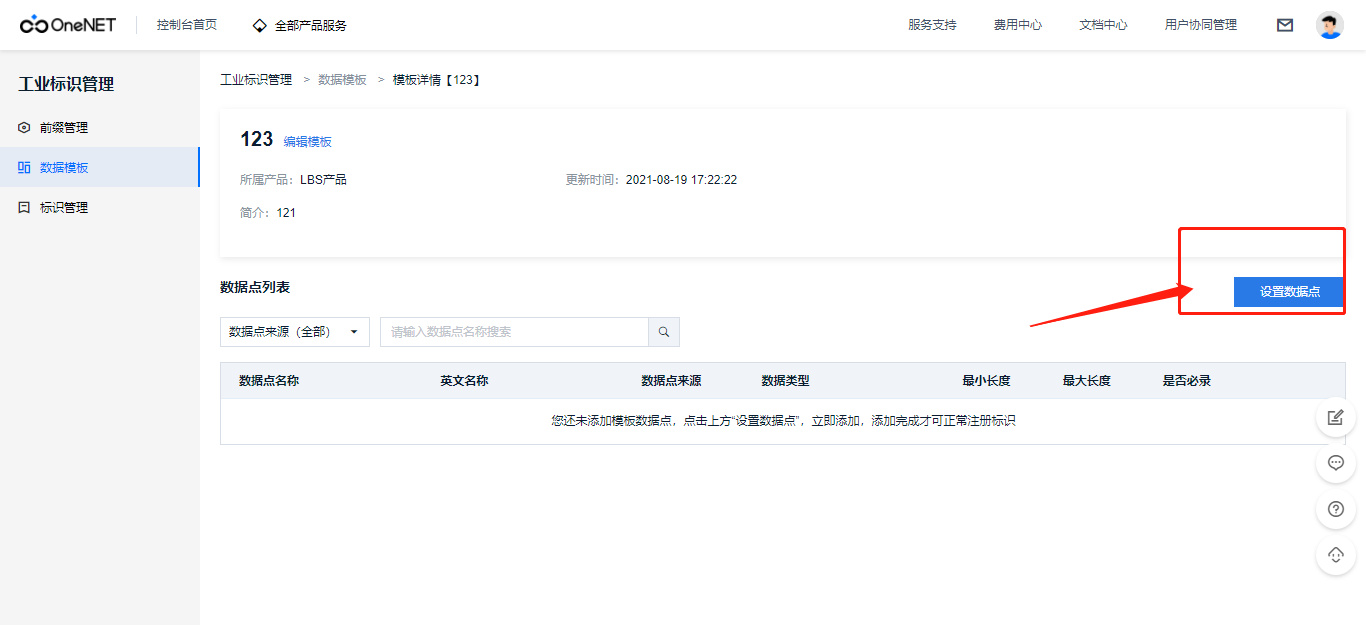 OneNET 控制台首页 全部产品服务 服务支持 费用中心 文档中心 用户协同管理
工业标识管理
前缀管理
数据模板
标识管理
工业标识管理 > 数据模板 > 模板详情【123】
123 编辑模板
所属产品：LBS产品 更新时间：2021-08-19 17:22:22
简介：121
数据点列表 设置数据点
数据点来源（全部） 请输入数据点名称搜索
数据点名称 英文名称 数据点来源 数据类型 最小长度 最大长度 是否必录
您还未添加模板数据点，点击上方“设置数据点”，立即添加，添加完成才可正常注册标识